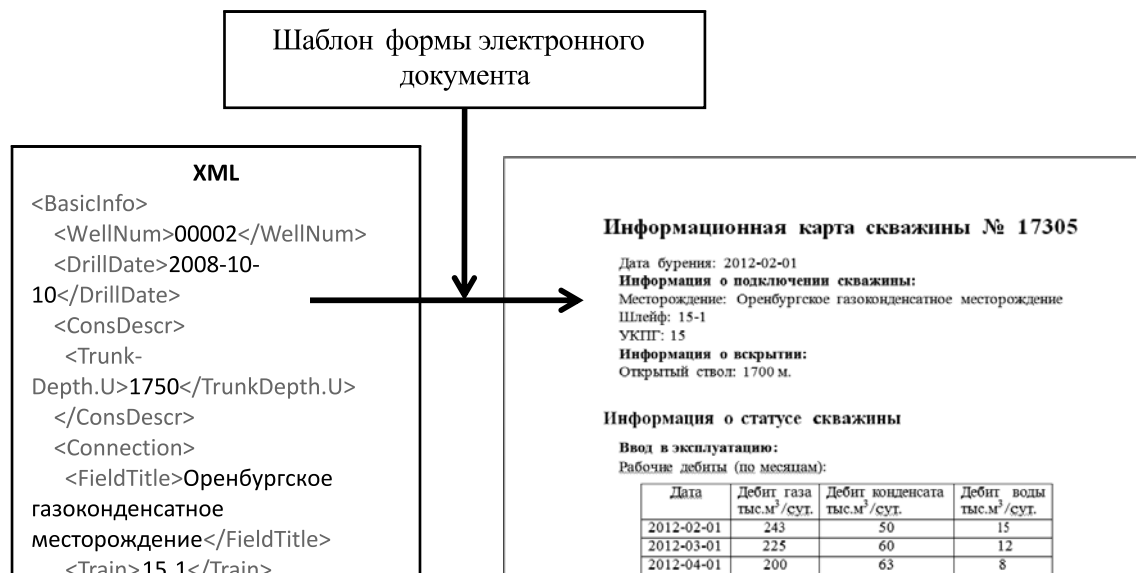 Шаблон формы электронного
документа
XML
<BasicInfo>
<WellNum>00002</WellNum>
<DrillDate>2008-10-
10</DrillDate>
<ConsDescr>
<Trunk-
Depth.U>1750</TrunkDepth.U>
</ConsDescr>
<Connection>
<FieldTitle>Оренбургское
газоконденсатное
месторождение</FieldTitle>
<Train>15_1</Train>
Информационная карта скважины № 17305
Дата бурения: 2012-02-01
Информация о подключении скважины:
Месторождение: Оренбургское газоконденсатное месторождение
Шлейф: 15-1
УКПГ: 15
Информация о вскрытии:
Открытый ствол: 1700 м.
Информация о статусе скважины
Ввод в эксплуатацию:
Рабочие дебиты (по месяцам):
Дата Дебит газа тыс.м³/сут. Дебит конденсата тыс.м³/сут. Дебит воды тыс.м³/сут.
2012-02-01 243 50 15
2012-03-01 225 60 12
2012-04-01 200 63 8